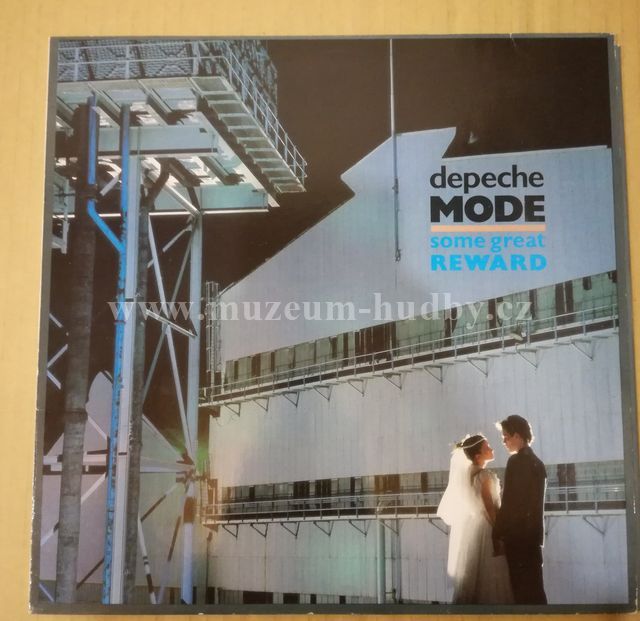 depeche
MODE
some great
REWARD
www.muzeum-hudby.cz